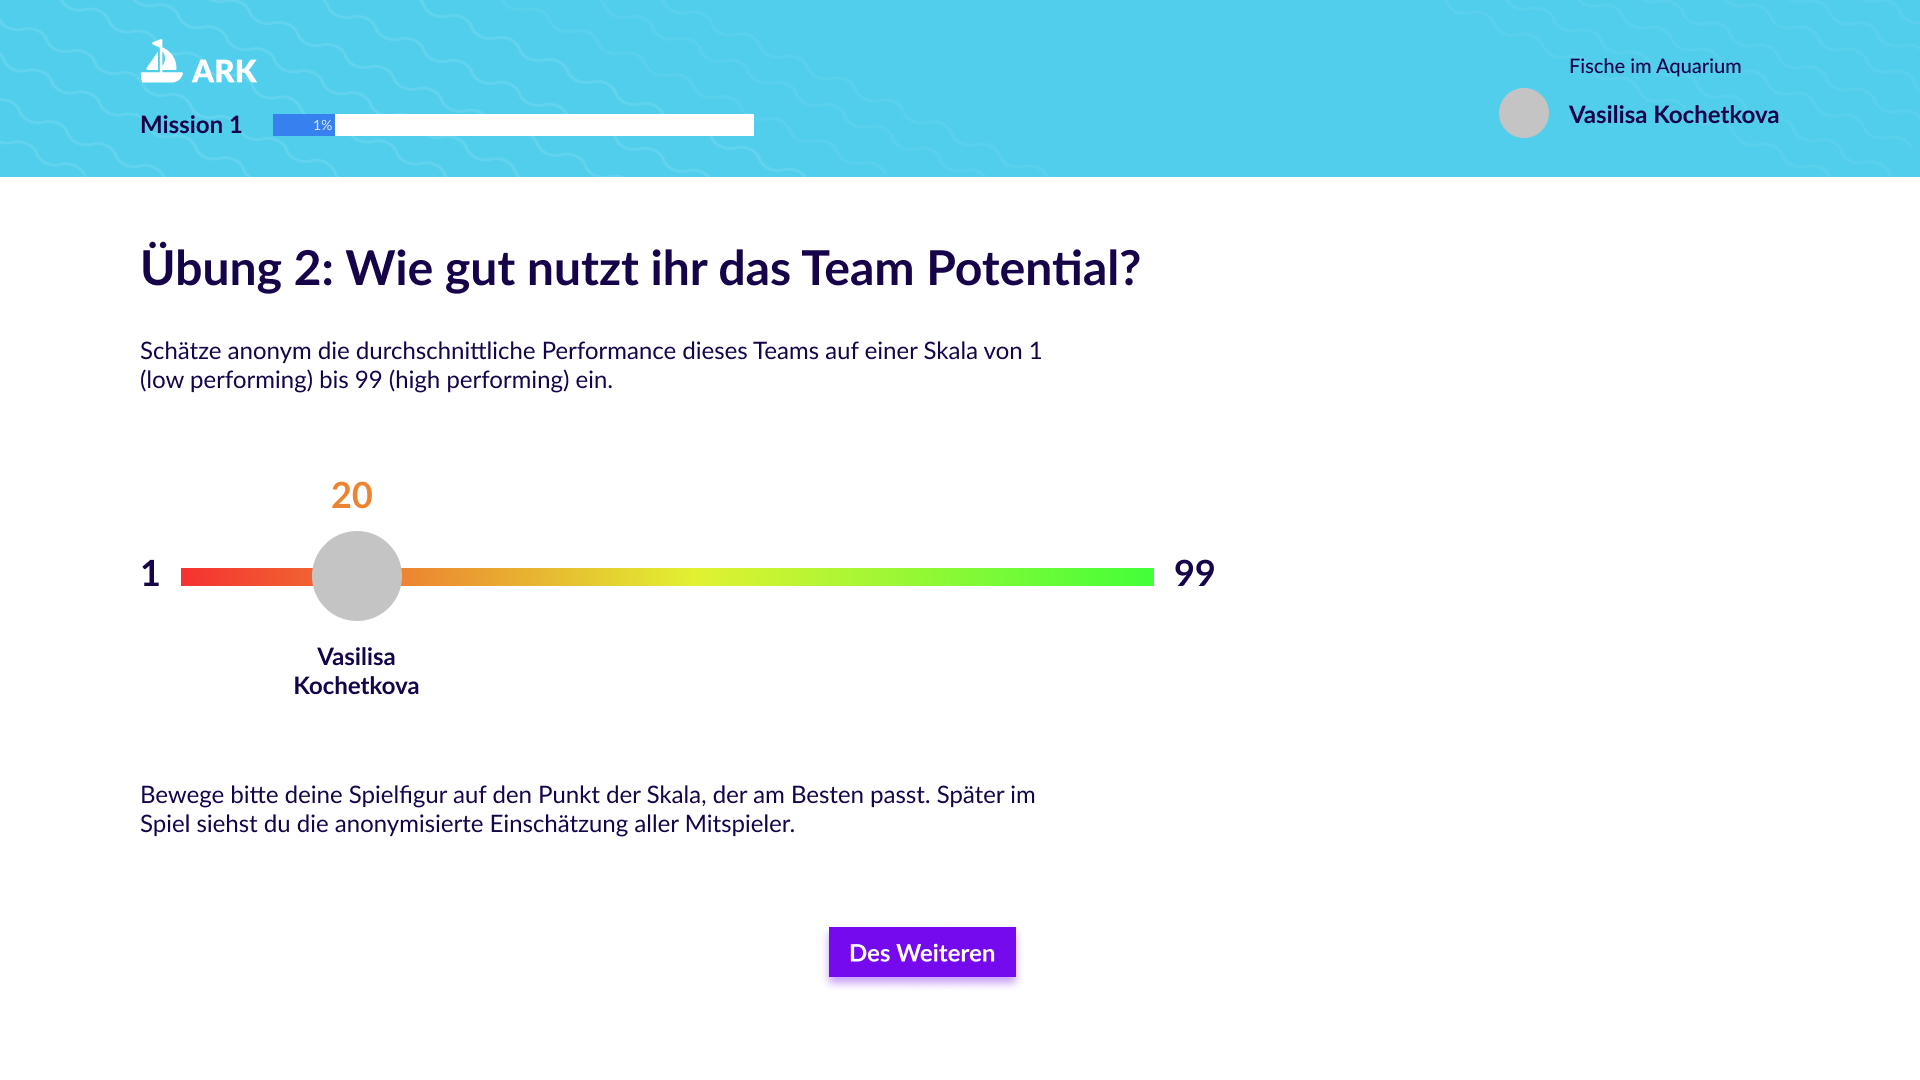 ARK
Mission 1
1%
Fische im Aquarium
Vasilisa Kochetkova
Übung 2: Wie gut nutzt ihr das Team Potential?
Schätze anonym die durchschnittliche Performance dieses Teams auf einer Skala von 1
(low performing) bis 99 (high performing) ein.
20
1
99
Vasilisa
Kochetkova
Bewege bitte deine Spielfigur auf den Punkt der Skala, der am Besten passt. Später im
Spiel siehst du die anonymisierte Einschätzung aller Mitspieler.
Des Weiteren